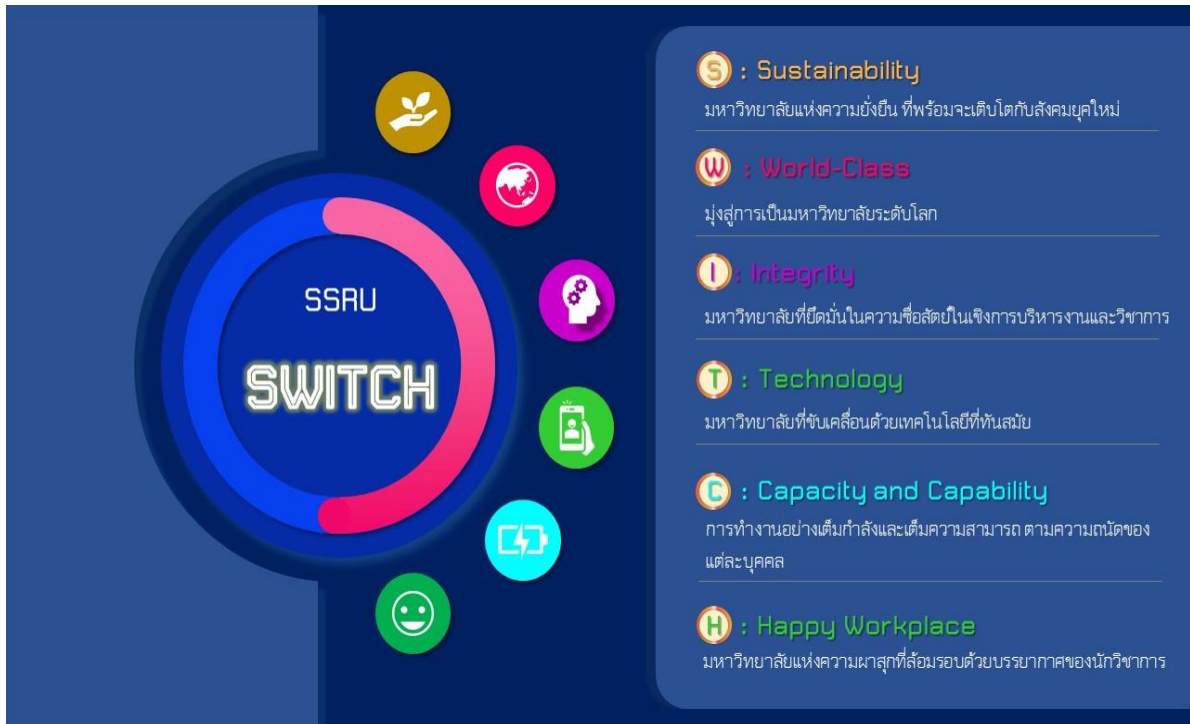 SSRU
SWITCH
S : Sustainability
มหาวิทยาลัยแห่งความยั่งยืน ที่พร้อมจะเติบโตกับสังคมยุคใหม่
W : World-Class
มุ่งสู่การเป็นมหาวิทยาลัยระดับโลก
I : Integrity
มหาวิทยาลัยที่ยึดมั่นในความซื่อสัตย์ในเชิงการบริหารงานและวิชาการ
T : Technology
มหาวิทยาลัยที่ขับเคลื่อนด้วยเทคโนโลยีที่ทันสมัย
C : Capacity and Capability
การทำงานอย่างเต็มกำลังและเต็มความสามารถ ตามความถนัดของ
แต่ละบุคคล
H : Happy Workplace
มหาวิทยาลัยแห่งความผาสุกที่ล้อมรอบด้วยบรรยากาศของนักวิชาการ